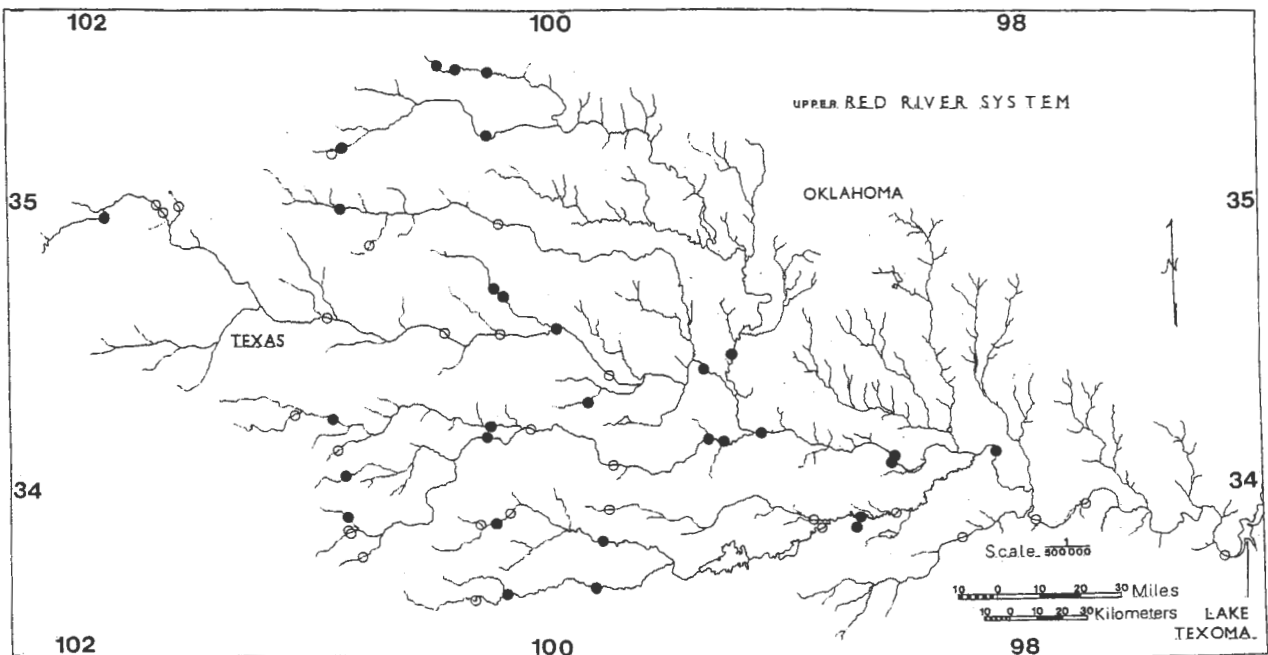 102 100 98
UPPER RED RIVER SYSTEM
OKLAHOMA
35 35
N
TEXAS
34 34
Scale 1/800000
10 0 10 20 30 Miles
10 0 10 20 30 Kilometers
LAKE
TEXOMA
102 100 98